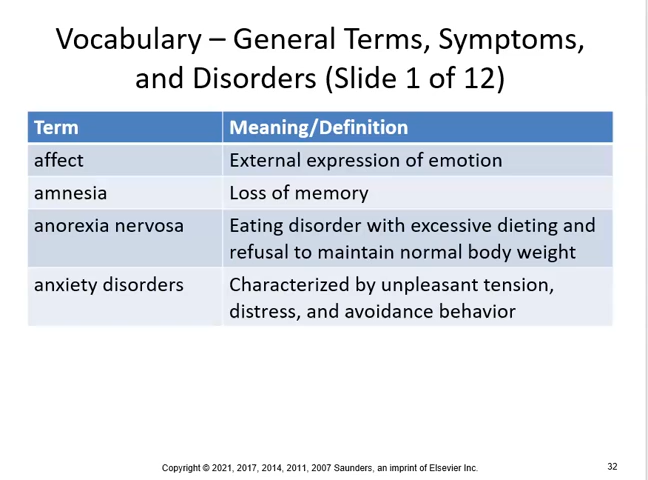 Vocabulary – General Terms, Symptoms,
and Disorders (Slide 1 of 12)
Term Meaning/Definition
affect External expression of emotion
amnesia Loss of memory
anorexia nervosa Eating disorder with excessive dieting and
refusal to maintain normal body weight
anxiety disorders Characterized by unpleasant tension,
distress, and avoidance behavior
Copyright © 2021, 2017, 2014, 2011, 2007 Saunders, an imprint of Elsevier Inc. 32